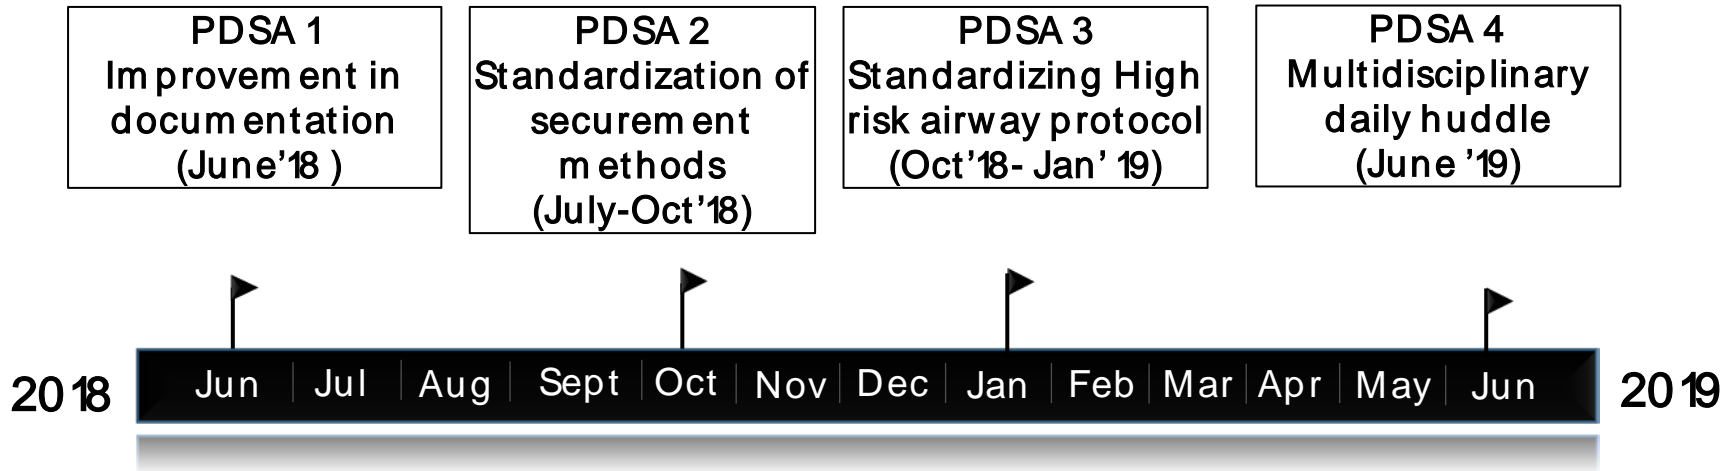 PDSA 1
Improvement in
documentation
(June’18 )
PDSA 2
Standardization of
securement
methods
(July-Oct’18)
PDSA 3
Standardizing High
risk airway protocol
(Oct’18- Jan’ 19)
PDSA 4
Multidisciplinary
daily huddle
(June ’19)
2018 Jun Jul Aug Sept Oct Nov Dec Jan Feb Mar Apr May Jun 2019